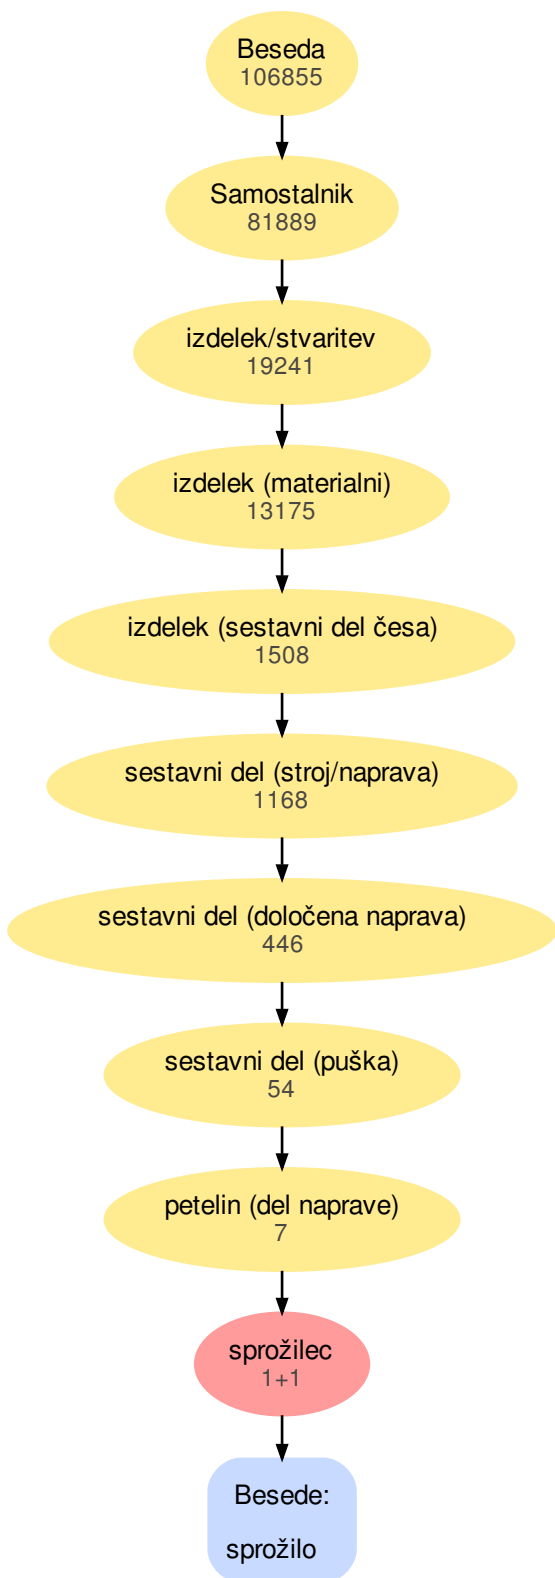 Beseda
106855
Samostalnik
81889
izdelek/stvaritev
19241
izdelek (materialni)
13175
izdelek (sestavni del česa)
1508
sestavni del (stroj/naprava)
1168
sestavni del (določena naprava)
446
sestavni del (puška)
54
petelin (del naprave)
7
sprožilec
1+1
Besede:
sprožilo